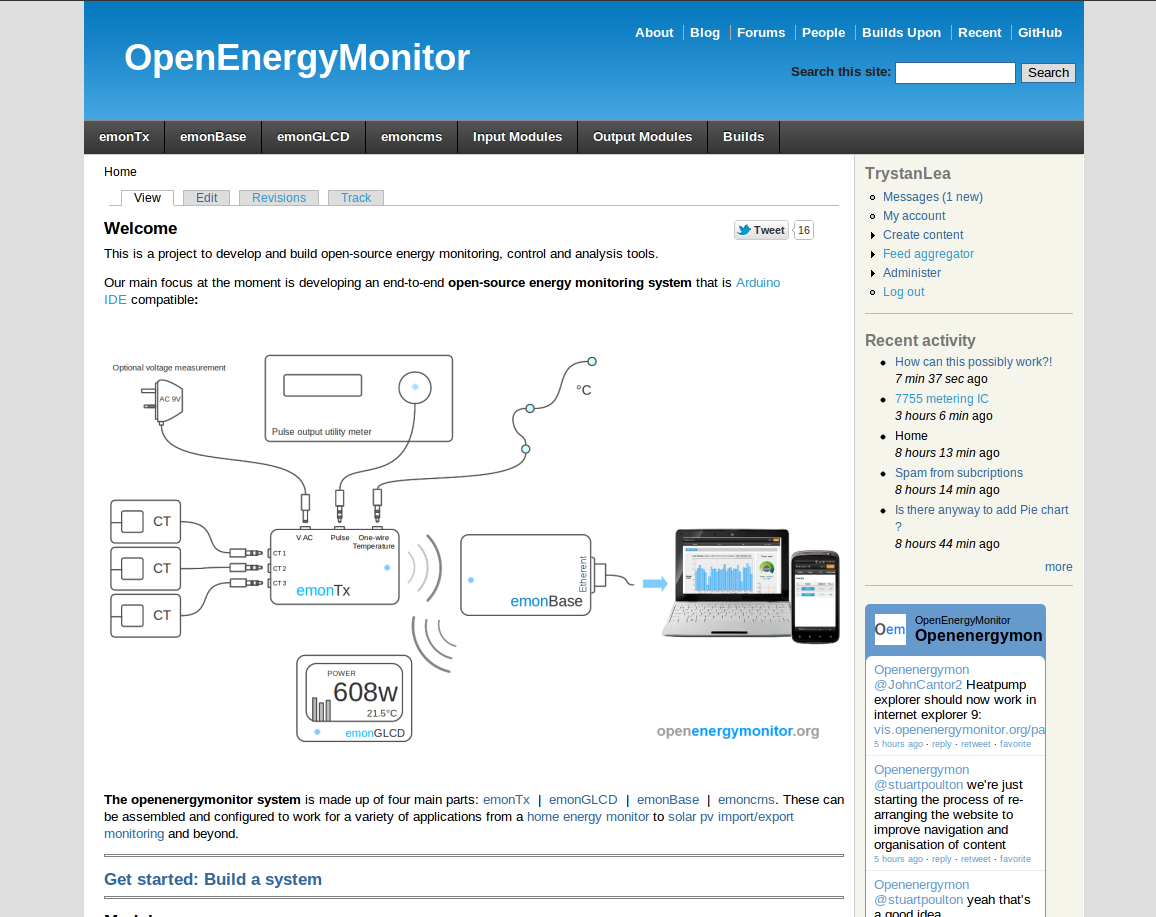 OpenEnergyMonitor
About Blog Forums People Builds Upon Recent GitHub
Search this site: Search
emonTx emonBase emonGLCD emoncms Input Modules Output Modules Builds
Home
View Edit Revisions Track
Welcome
Tweet 16
This is a project to develop and build open-source energy monitoring, control and analysis tools.
Our main focus at the moment is developing an end-to-end open-source energy monitoring system that is Arduino
IDE compatible:
Optional voltage measurement
AC 9V
Pulse output utility meter
°C
CT
CT
CT
V AC Pulse One-wire
Temperature
CT 1
CT 2
CT 3
emonTx
emonBase
Etherent
POWER
608w
21.5°C
emonGLCD
openenergymonitor.org
The openenergymonitor system is made up of four main parts: emonTx | emonGLCD | emonBase | emoncms. These can
be assembled and configured to work for a variety of applications from a home energy monitor to solar pv import/export
monitoring and beyond.
Get started: Build a system
TrystanLea
Messages (1 new)
My account
Create content
Feed aggregator
Administer
Log out
Recent activity
How can this possibly work?!
7 min 37 sec ago
7755 metering IC
3 hours 6 min ago
Home
8 hours 13 min ago
Spam from subcriptions
8 hours 14 min ago
Is there anyway to add Pie chart
?
8 hours 44 min ago
more
Oem
OpenEnergyMonitor
Openenergymon
Openenergymon
@JohnCantor2 Heatpump
explorer should now work in
internet explorer 9:
vis.openenergymonitor.org/pa
5 hours ago · reply · retweet · favorite
Openenergymon
@stuartpoulton we're just
starting the process of re-
arranging the website to
improve navigation and
organisation of content
5 hours ago · reply · retweet · favorite
Openenergymon
@stuartpoulton yeah that's
a good idea